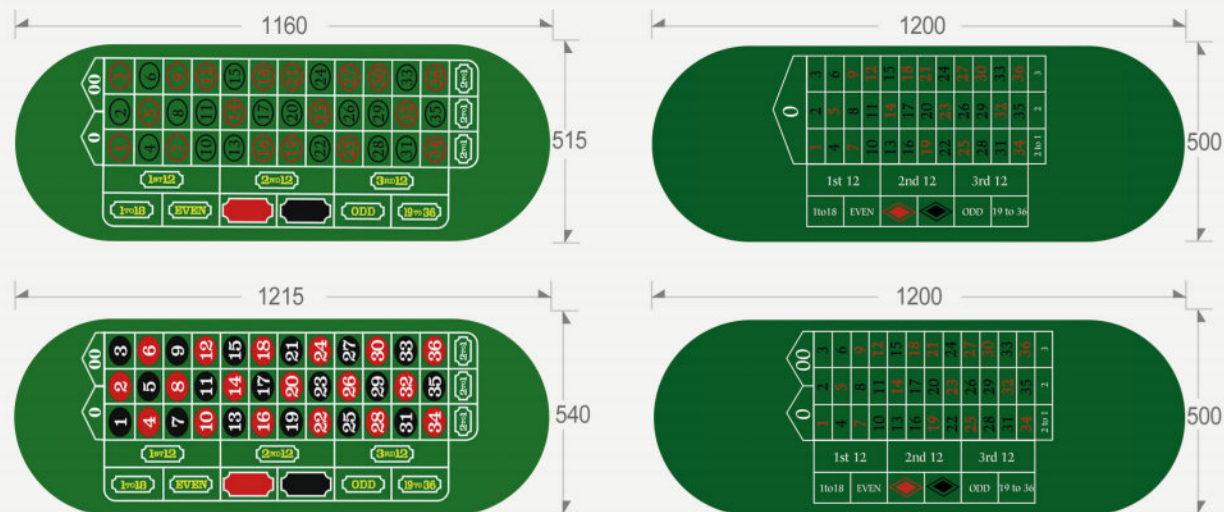 1160
00 3 6 9 12 15 18 21 24 27 30 33 36 2TO1
2 5 8 11 14 17 20 23 26 29 32 35 2TO1
0 1 4 7 10 13 16 19 22 25 28 31 34 2TO1
1ST12 2ND12 3RD12
1TO18 EVEN ODD 19TO36
515
1200
3 6 9 12 15 18 21 24 27 30 33 36 3
0 2 5 8 11 14 17 20 23 26 29 32 35 2
1 4 7 10 13 16 19 22 25 28 31 34 2 to 1
1st 12 2nd 12 3rd 12
1to18 EVEN ODD 19 to 36
500
1215
00 3 6 9 12 15 18 21 24 27 30 33 36 2TO1
2 5 8 11 14 17 20 23 26 29 32 35 2TO1
0 1 4 7 10 13 16 19 22 25 28 31 34 2TO1
1ST12 2ND12 3RD12
1TO18 EVEN ODD 19TO36
540
1200
00 3 6 9 12 15 18 21 24 27 30 33 36 3
2 5 8 11 14 17 20 23 26 29 32 35 2
0 1 4 7 10 13 16 19 22 25 28 31 34 2 to 1
1st 12 2nd 12 3rd 12
1to18 EVEN ODD 19 to 36
500